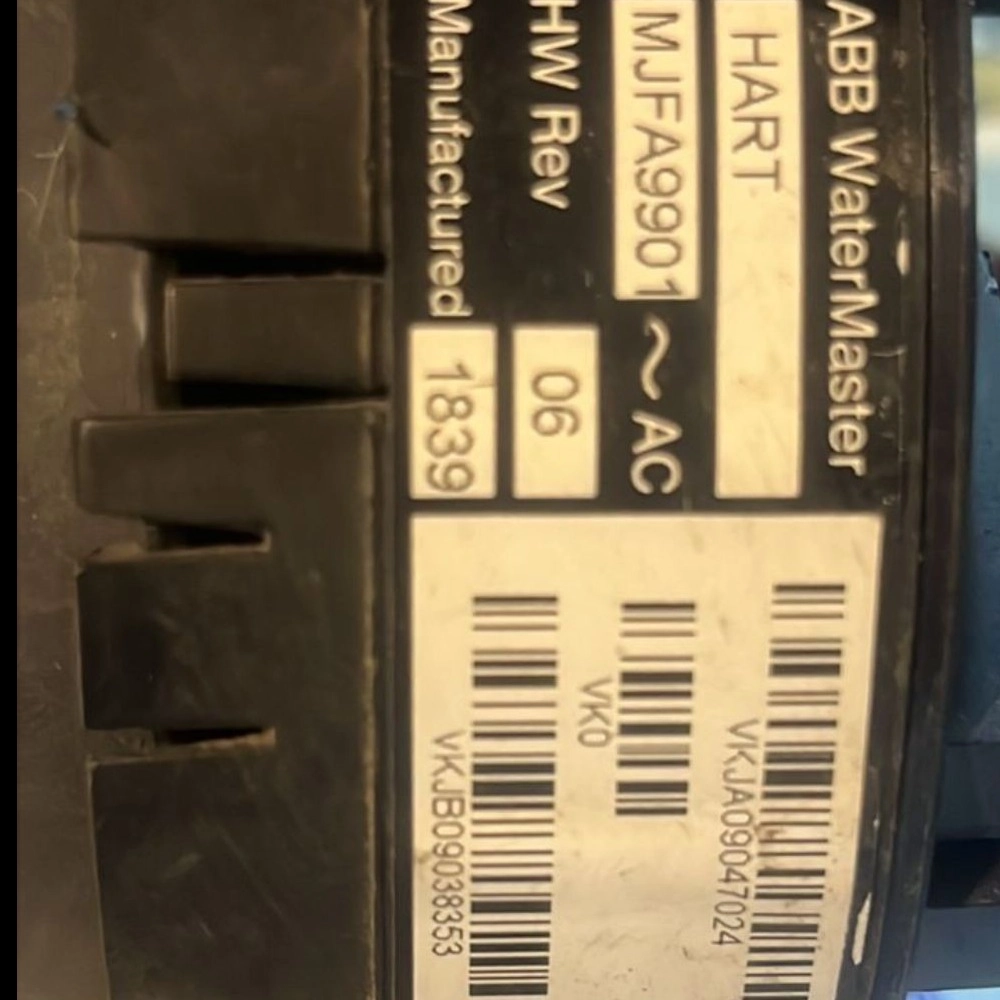 ABB WaterMaster
HART
MJFA9901 ~ AC
HW Rev 06
Manufactured 1839
VKJA09047024
VK0
VKJB09038353